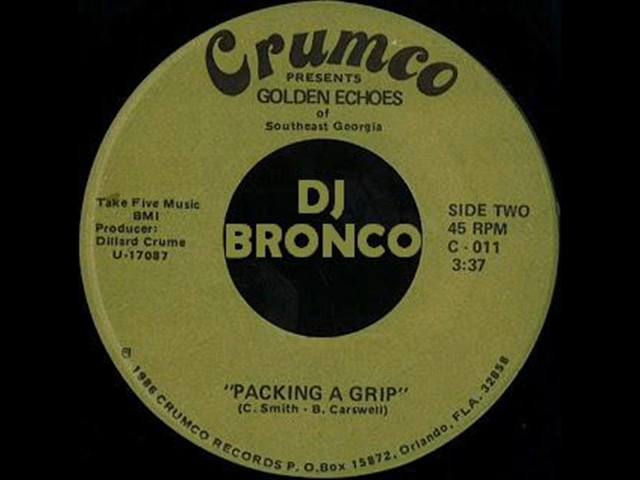 Crumco
PRESENTS
GOLDEN ECHOES
of
Southeast Georgia
DJ
BRONCO
Take Five Music
BMI
Producer:
Dillard Crume
U-17087
SIDE TWO
45 RPM
C - 011
3:37
"PACKING A GRIP"
(C. Smith - B. Carswell)
℗ 1986 CRUMCO RECORDS P. O.Box 15872, Orlando, FLA. 32858